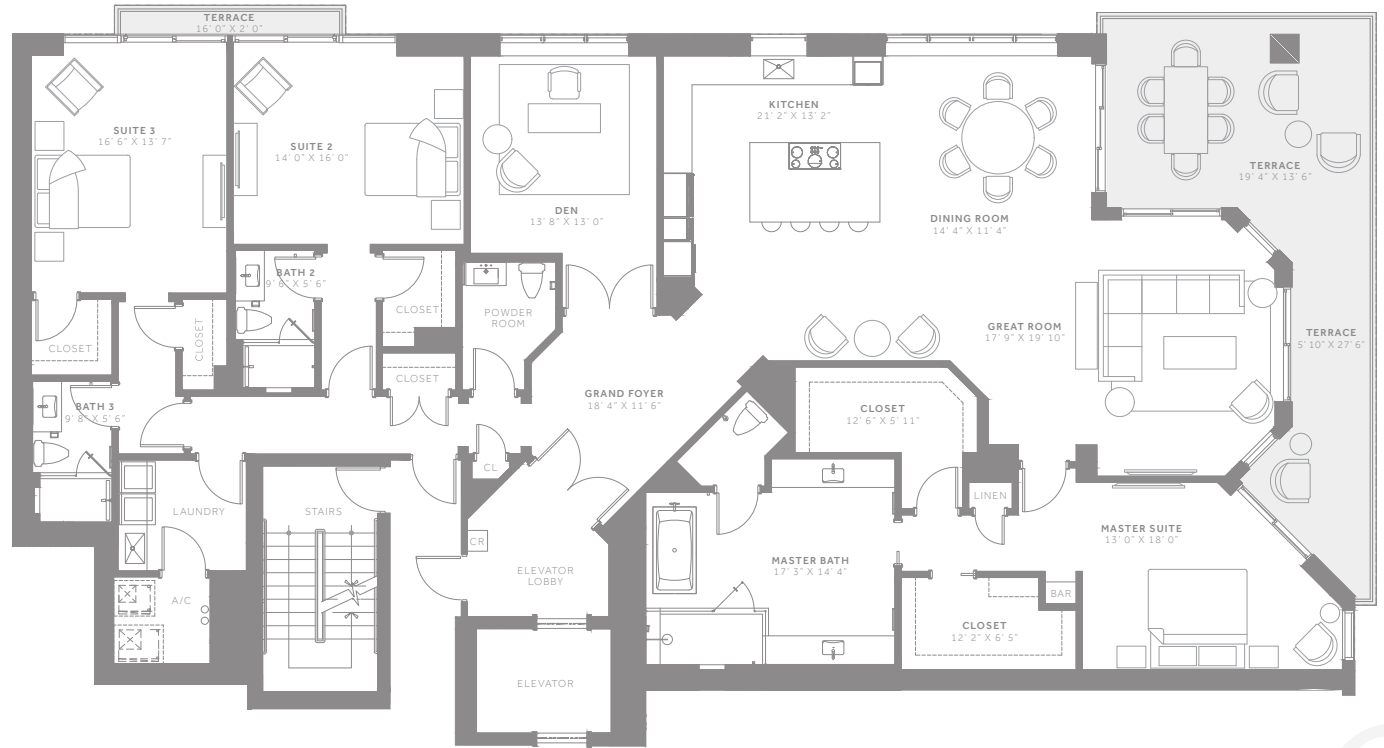 TERRACE
16' 0" X 2' 0"
SUITE 3
16' 6" X 13' 7"
SUITE 2
14' 0" X 16' 0"
DEN
13' 8" X 13' 0"
KITCHEN
21' 2" X 13' 2"
DINING ROOM
14' 4" X 11' 4"
TERRACE
19' 4" X 13' 6"
BATH 2
9' 6" X 5' 6"
CLOSET
POWDER
ROOM
CLOSET
CLOSET
CLOSET
GREAT ROOM
17' 9" X 19' 10"
TERRACE
5' 10" X 27' 6"
GRAND FOYER
18' 4" X 11' 6"
BATH 3
9' 8" X 5' 6"
CLOSET
12' 6" X 5' 11"
CL
LINEN
LAUNDRY
STAIRS
CR
MASTER SUITE
13' 0" X 18' 0"
ELEVATOR
LOBBY
MASTER BATH
17' 3" X 14' 4"
A/C
BAR
CLOSET
12' 2" X 6' 5"
ELEVATOR